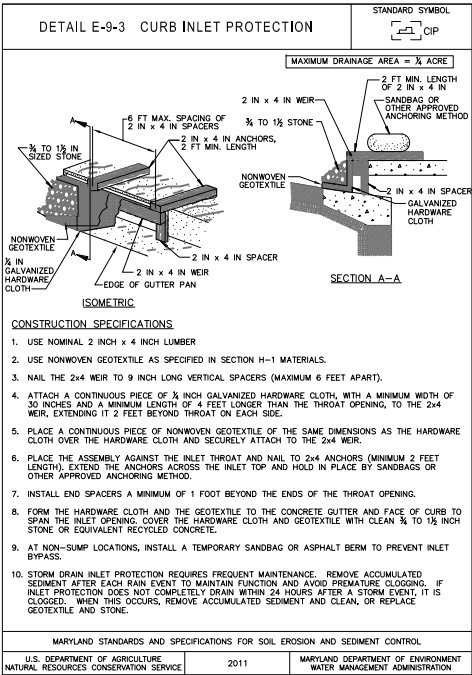 DETAIL E-9-3 CURB INLET PROTECTION
STANDARD SYMBOL
CIP
MAXIMUM DRAINAGE AREA = ¼ ACRE
6 FT MAX. SPACING OF
2 IN x 4 IN SPACERS
2 IN x 4 IN ANCHORS,
2 FT MIN. LENGTH
A
¾ TO 1½ IN
SIZED STONE
NONWOVEN
GEOTEXTILE
A
¼ IN
GALVANIZED
HARDWARE
CLOTH
2 IN x 4 IN SPACER
2 IN x 4 IN WEIR
EDGE OF GUTTER PAN
ISOMETRIC
2 FT MIN. LENGTH
OF 2 IN x 4 IN
2 IN x 4 IN WEIR
SANDBAG OR
OTHER APPROVED
ANCHORING METHOD
¾ TO 1½ STONE
NONWOVEN
GEOTEXTILE
2 IN x 4 IN SPACER
GALVANIZED
HARDWARE
CLOTH
SECTION A-A
CONSTRUCTION SPECIFICATIONS
1. USE NOMINAL 2 INCH x 4 INCH LUMBER
2. USE NONWOVEN GEOTEXTILE AS SPECIFIED IN SECTION H-1 MATERIALS.
3. NAIL THE 2x4 WEIR TO 9 INCH LONG VERTICAL SPACERS (MAXIMUM 6 FEET APART).
4. ATTACH A CONTINUOUS PIECE OF ¼ INCH GALVANIZED HARDWARE CLOTH, WITH A MINIMUM WIDTH OF
30 INCHES AND A MINIMUM LENGTH OF 4 FEET LONGER THAN THE THROAT OPENING, TO THE 2x4
WEIR, EXTENDING IT 2 FEET BEYOND THROAT ON EACH SIDE.
5. PLACE A CONTINUOUS PIECE OF NONWOVEN GEOTEXTILE OF THE SAME DIMENSIONS AS THE HARDWARE
CLOTH OVER THE HARDWARE CLOTH AND SECURELY ATTACH TO THE 2x4 WEIR.
6. PLACE THE ASSEMBLY AGAINST THE INLET THROAT AND NAIL TO 2x4 ANCHORS (MINIMUM 2 FEET
LENGTH). EXTEND THE ANCHORS ACROSS THE INLET TOP AND HOLD IN PLACE BY SANDBAGS OR
OTHER APPROVED ANCHORING METHOD.
7. INSTALL END SPACERS A MINIMUM OF 1 FOOT BEYOND THE ENDS OF THE THROAT OPENING.
8. FORM THE HARDWARE CLOTH AND THE GEOTEXTILE TO THE CONCRETE GUTTER AND FACE OF CURB TO
SPAN THE INLET OPENING. COVER THE HARDWARE CLOTH AND GEOTEXTILE WITH CLEAN ¾ TO 1½ INCH
STONE OR EQUIVALENT RECYCLED CONCRETE.
9. AT NON-SUMP LOCATIONS, INSTALL A TEMPORARY SANDBAG OR ASPHALT BERM TO PREVENT INLET
BYPASS.
10. STORM DRAIN INLET PROTECTION REQUIRES FREQUENT MAINTENANCE. REMOVE ACCUMULATED
SEDIMENT AFTER EACH RAIN EVENT TO MAINTAIN FUNCTION AND AVOID PREMATURE CLOGGING. IF
INLET PROTECTION DOES NOT COMPLETELY DRAIN WITHIN 24 HOURS AFTER A STORM EVENT, IT IS
CLOGGED. WHEN THIS OCCURS, REMOVE ACCUMULATED SEDIMENT AND CLEAN, OR REPLACE
GEOTEXTILE AND STONE.
MARYLAND STANDARDS AND SPECIFICATIONS FOR SOIL EROSION AND SEDIMENT CONTROL
U.S. DEPARTMENT OF AGRICULTURE
NATURAL RESOURCES CONSERVATION SERVICE
2011
MARYLAND DEPARTMENT OF ENVIRONMENT
WATER MANAGEMENT ADMINISTRATION